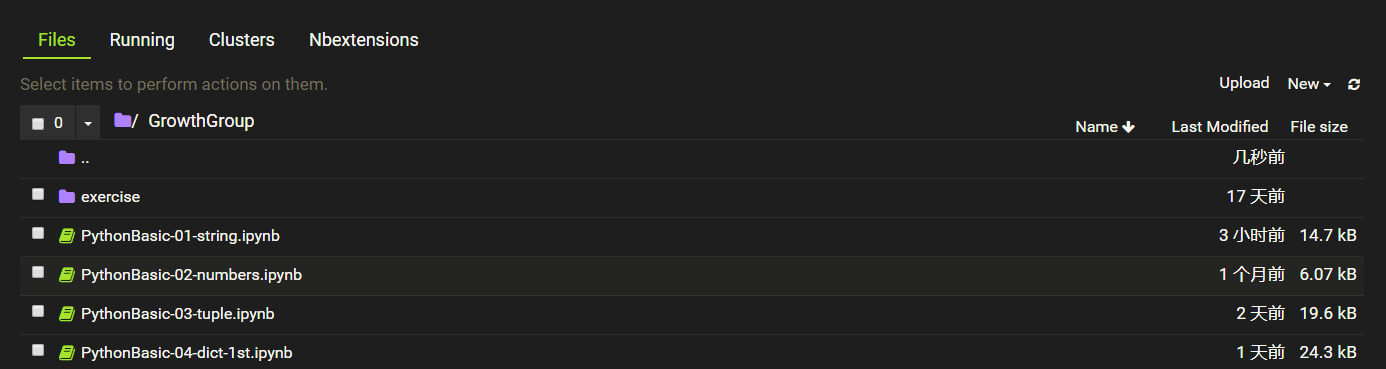 Files Running Clusters Nbextensions
Select items to perform actions on them.
Upload New
0 / GrowthGroup
Name Last Modified File size
.. 几秒前
exercise 17 天前
PythonBasic-01-string.ipynb 3 小时前 14.7 kB
PythonBasic-02-numbers.ipynb 1 个月前 6.07 kB
PythonBasic-03-tuple.ipynb 2 天前 19.6 kB
PythonBasic-04-dict-1st.ipynb 1 天前 24.3 kB